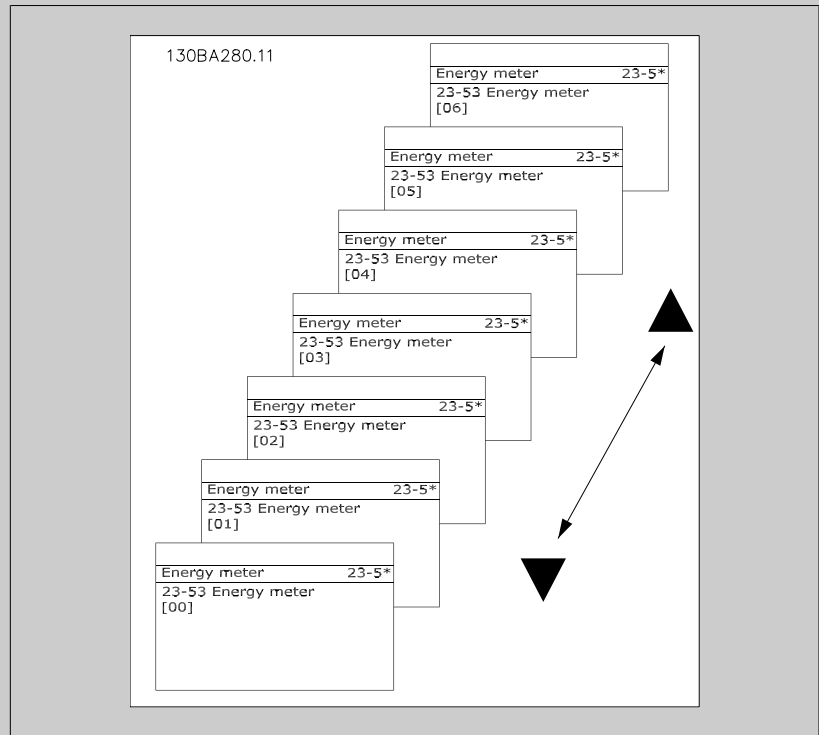 130BA280.11
Energy meter 23-5*
23-53 Energy meter
[06]
Energy meter 23-5*
23-53 Energy meter
[05]
Energy meter 23-5*
23-53 Energy meter
[04]
Energy meter 23-5*
23-53 Energy meter
[03]
Energy meter 23-5*
23-53 Energy meter
[02]
Energy meter 23-5*
23-53 Energy meter
[01]
Energy meter 23-5*
23-53 Energy meter
[00]